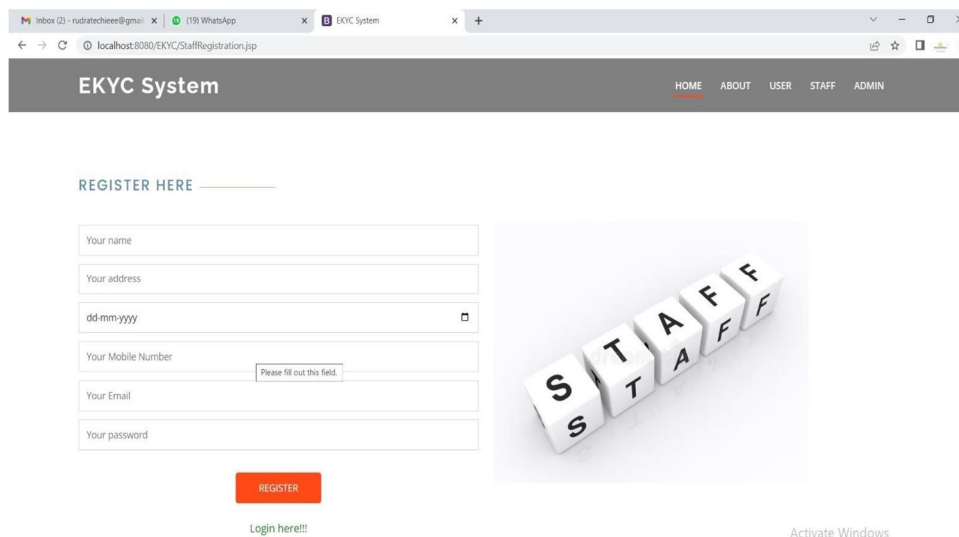 Inbox (2) - rudratechieee@gmail
(19) WhatsApp
EKYC System
localhost:8080/EKYC/StaffRegistration.jsp
EKYC System
HOME ABOUT USER STAFF ADMIN
REGISTER HERE
Your name
Your address
dd-mm-yyyy
Your Mobile Number
Please fill out this field.
Your Email
Your password
REGISTER
Login here!!!
STAFF
STAFF
Activate Windows